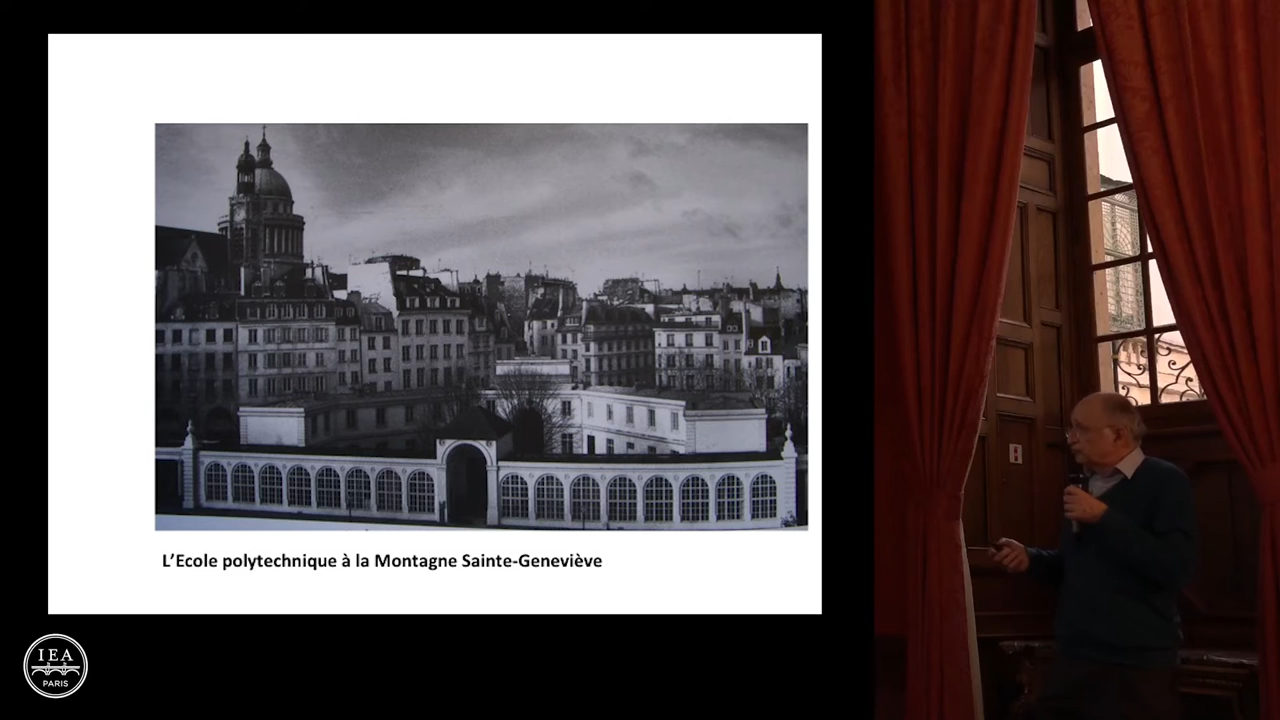 L’Ecole polytechnique à la Montagne Sainte-Geneviève
IEA
PARIS